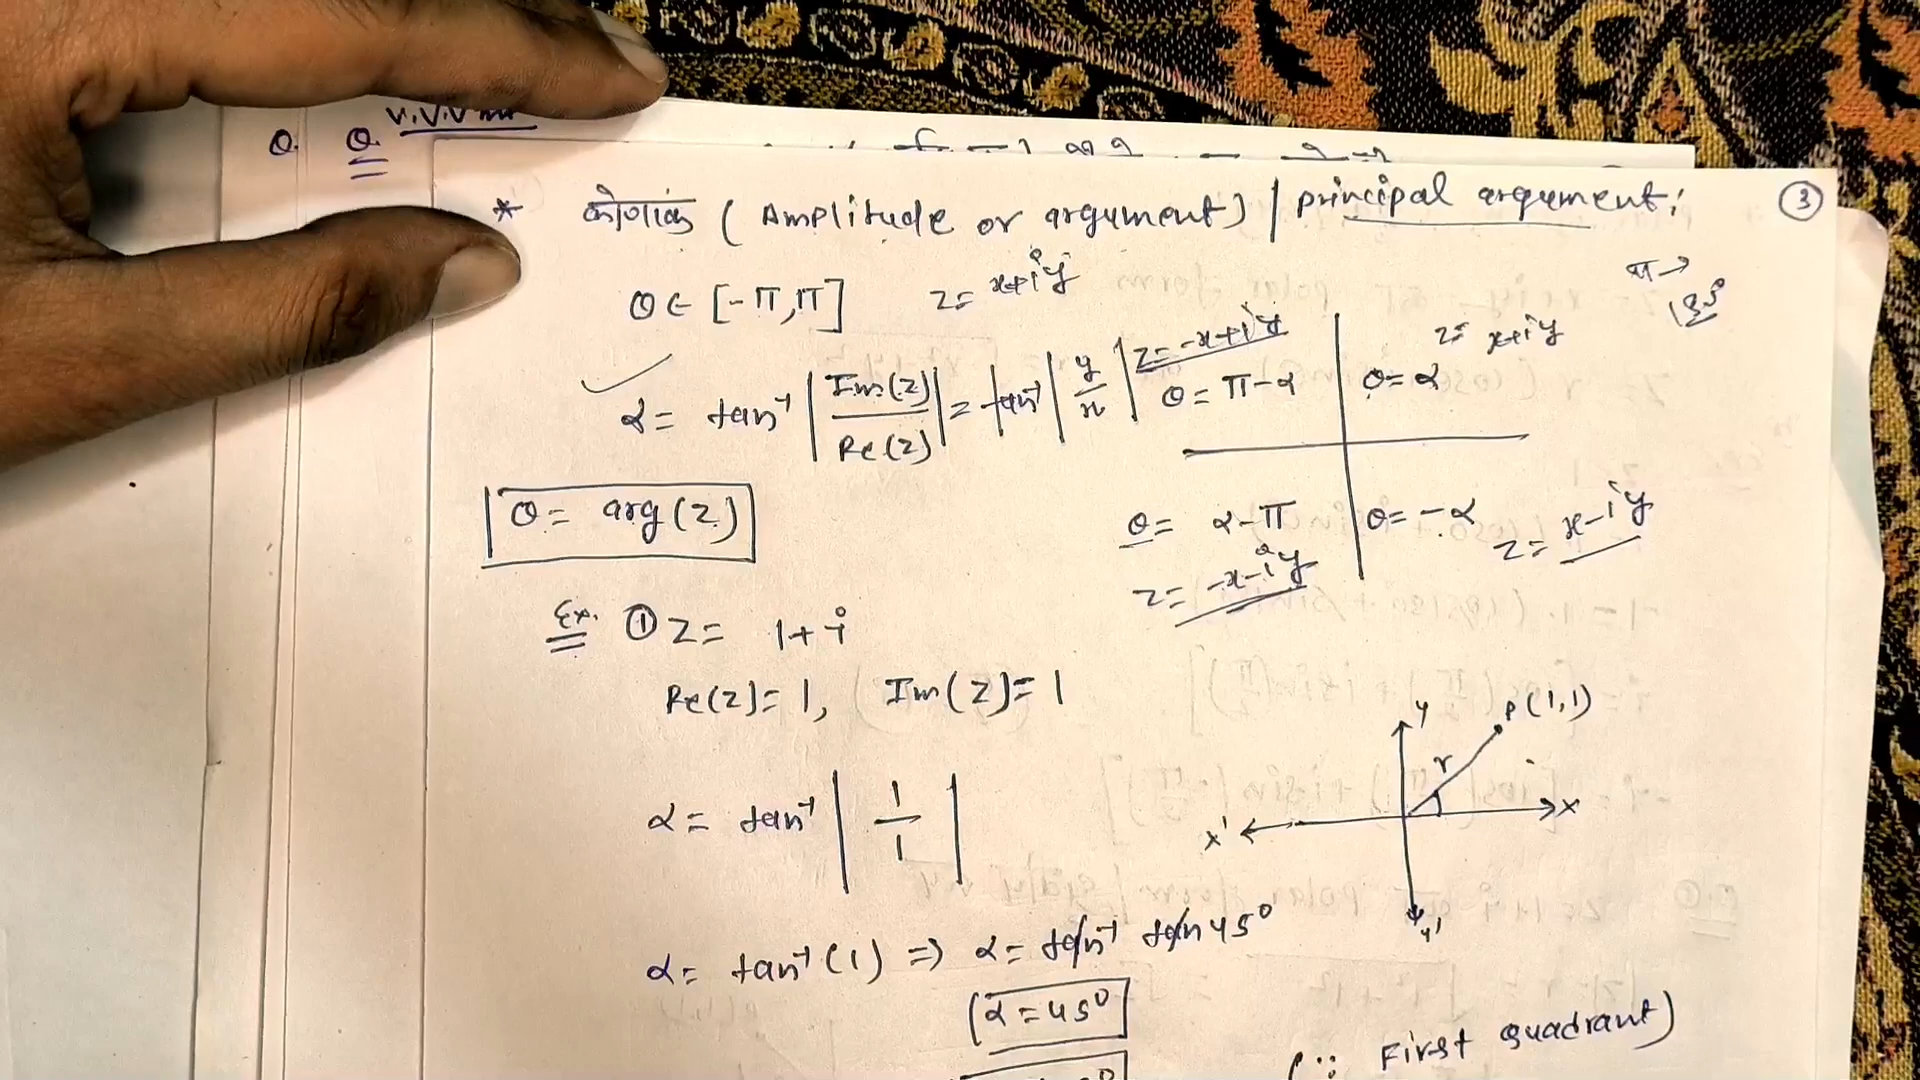 Q. Q. V.V.V
* कोणांक ( Amplitude or argument) | principal argument: ③
θ ∈ [-π, π] z = x+iy π →
α = tan⁻¹ | Im(z) / Re(z) | = tan⁻¹ | y / x |
z = -x+iy z = x+iy
θ = π-α θ = α
θ = arg(z)
θ = α-π θ = -α z = x-iy
z = -x-iy
Ex. ① z = 1+i
Re(z) = 1, Im(z) = 1
y P(1,1)
r
x' x
y'
α = tan⁻¹ | 1 / 1 |
α = tan⁻¹ (1) ⇒ α = tan⁻¹ tan 45°
α = 45°
(∵ First quadrant)